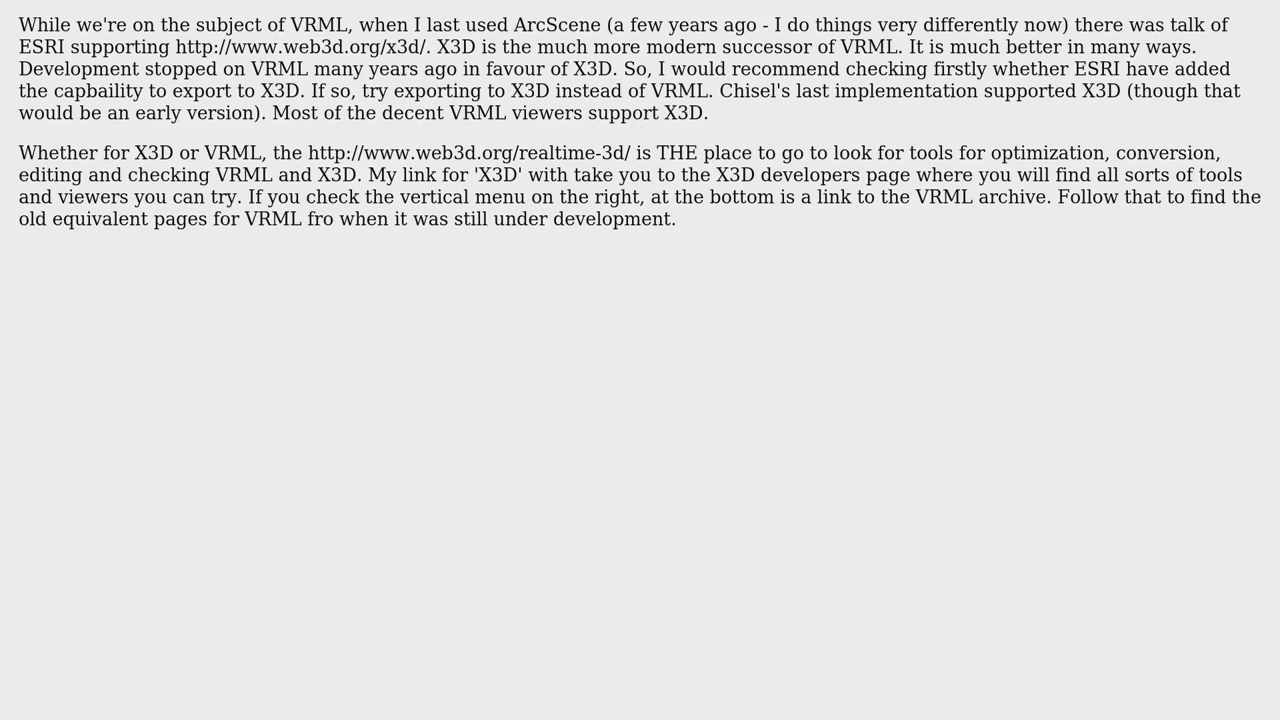 While we're on the subject of VRML, when I last used ArcScene (a few years ago - I do things very differently now) there was talk of
ESRI supporting http://www.web3d.org/x3d/. X3D is the much more modern successor of VRML. It is much better in many ways.
Development stopped on VRML many years ago in favour of X3D. So, I would recommend checking firstly whether ESRI have added
the capbaility to export to X3D. If so, try exporting to X3D instead of VRML. Chisel's last implementation supported X3D (though that
would be an early version). Most of the decent VRML viewers support X3D.
Whether for X3D or VRML, the http://www.web3d.org/realtime-3d/ is THE place to go to look for tools for optimization, conversion,
editing and checking VRML and X3D. My link for 'X3D' with take you to the X3D developers page where you will find all sorts of tools
and viewers you can try. If you check the vertical menu on the right, at the bottom is a link to the VRML archive. Follow that to find the
old equivalent pages for VRML fro when it was still under development.